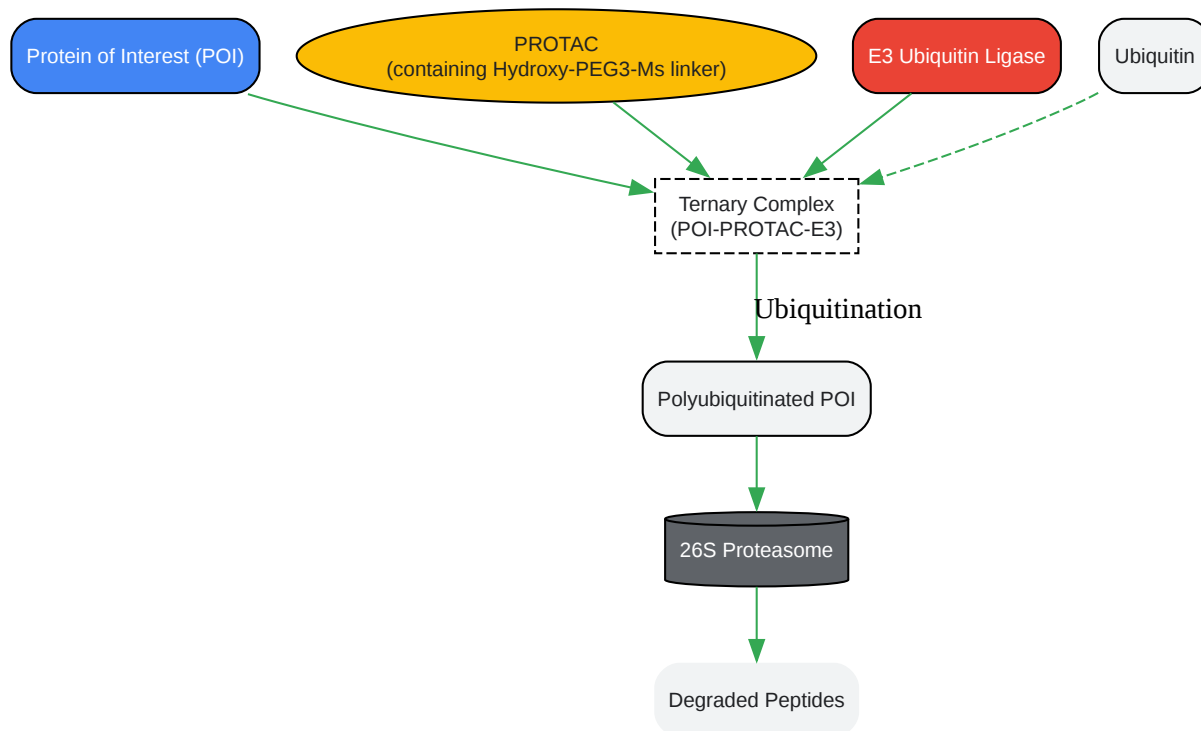 Protein of Interest (POI)
PROTAC
(containing Hydroxy-PEG3-Ms linker)
E3 Ubiquitin Ligase
Ubiquitin
Ternary Complex
(POI-PROTAC-E3)
Ubiquitination
Polyubiquitinated POI
26S Proteasome
Degraded Peptides